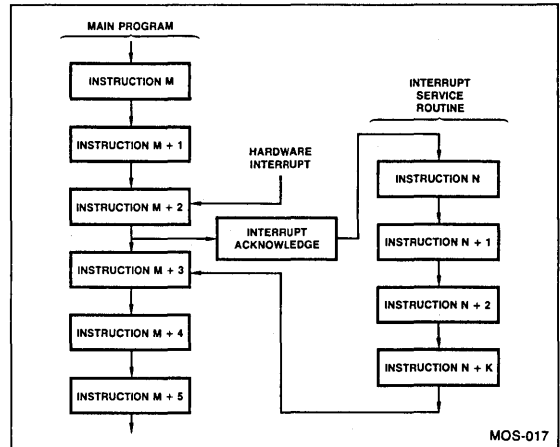 MAIN PROGRAM
INSTRUCTION M
INSTRUCTION M + 1
INSTRUCTION M + 2
INSTRUCTION M + 3
INSTRUCTION M + 4
INSTRUCTION M + 5
HARDWARE
INTERRUPT
INTERRUPT
ACKNOWLEDGE
INTERRUPT
SERVICE
ROUTINE
INSTRUCTION N
INSTRUCTION N + 1
INSTRUCTION N + 2
INSTRUCTION N + K
MOS-017